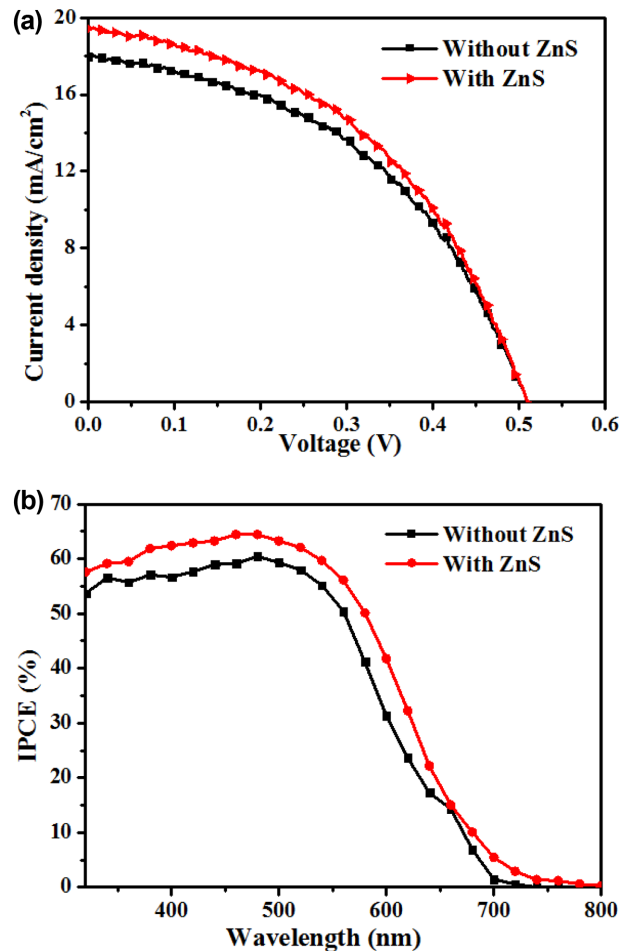 (a)
20
16
12
8
4
0
Current density (mA/cm²)
Without ZnS
With ZnS
0.0 0.1 0.2 0.3 0.4 0.5 0.6
Voltage (V)
(b)
70
60
50
40
30
20
10
0
IPCE (%)
Without ZnS
With ZnS
400 500 600 700 800
Wavelength (nm)